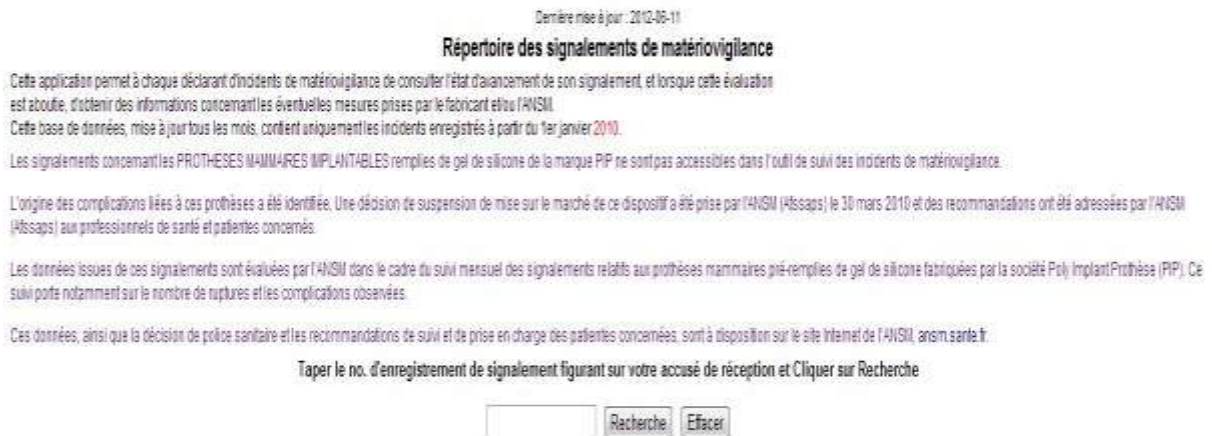 Dernière mise à jour : 2012-06-11
Répertoire des signalements de matériovigilance
Cette application permet à chaque déclarant d'incidents de matériovigilance de consulter l'état d'avancement de son signalement, et lorsque cette évaluation
est aboutie, d'obtenir des informations concernant les éventuelles mesures prises par le fabricant et/ou l'ANSM.
Cette base de données, mise à jour tous les mois, contient uniquement les incidents enregistrés à partir du 1er janvier 2010.
Les signalements concernant les PROTHESES MAMMAIRES IMPLANTABLES remplies de gel de silicone de la marque PIP ne sont pas accessibles dans l'outil de suivi des incidents de matériovigilance.
L'origine des complications liées à ces prothèses a été identifiée. Une décision de suspension de mise sur le marché de ce dispositif a été prise par l'ANSM (Afssaps) le 30 mars 2010 et des recommandations ont été adressées par l'ANSM
(Afssaps) aux professionnels de santé et patientes concernés.
Les données issues de ces signalements sont évaluées par l'ANSM dans le cadre du suivi mensuel des signalements relatifs aux prothèses mammaires pré-remplies de gel de silicone fabriquées par la société Poly Implant Prothèse (PIP). Ce
suivi porte notamment sur le nombre de ruptures et les complications observées.
Ces données, ainsi que la décision de police sanitaire et les recommandations de suivi et de prise en charge des patientes concernées, sont à disposition sur le site Internet de l'ANSM, ansm.sante.fr.
Taper le no. d'enregistrement de signalement figurant sur votre accusé de réception et Cliquer sur Recherche
Recherche Effacer